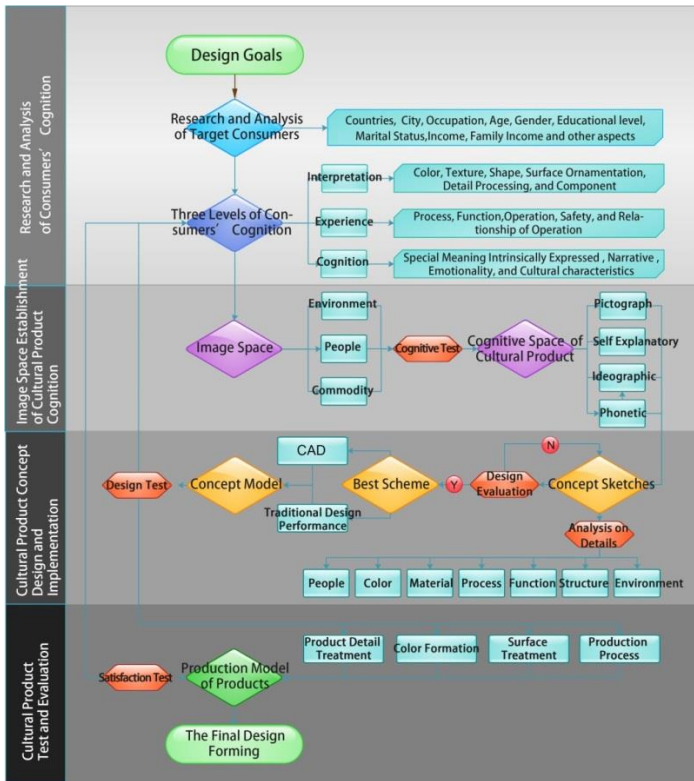 Research and Analysis
of Consumers' Cognition
Design Goals
Research and Analysis
of Target Consumers
Countries, City, Occupation, Age, Gender, Educational level,
Marital Status,Income, Family Income and other aspects
Three Levels of Con-
sumers' Cognition
Interpretation
Color, Texture, Shape, Surface Ornamentation,
Detail Processing, and Component
Experience
Process, Function,Operation, Safety, and Rela-
tionship of Operation
Cognition
Special Meaning Intrinsically Expressed , Narrative ,
Emotionality, and Cultural characteristics
Image Space Establishment
of Cultural Product
Cognition
Image Space
Environment
People
Commodity
Cognitive Test
Cognitive Space of
Cultural Product
Pictograph
Self Explanatory
Ideographic
Phonetic
Cultural Product Concept
Design and
Implementation
Design Test
Concept Model
CAD
Traditional Design
Performance
Best Scheme
Y
N
Design
Evaluation
Concept Sketches
Analysis on
Details
People
Color
Material
Process
Function
Structure
Environment
Cultural Product
Test and Evaluation
Product Detail
Treatment
Color Formation
Surface
Treatment
Production
Process
Satisfaction Test
Production Model
of Products
The Final Design
Forming